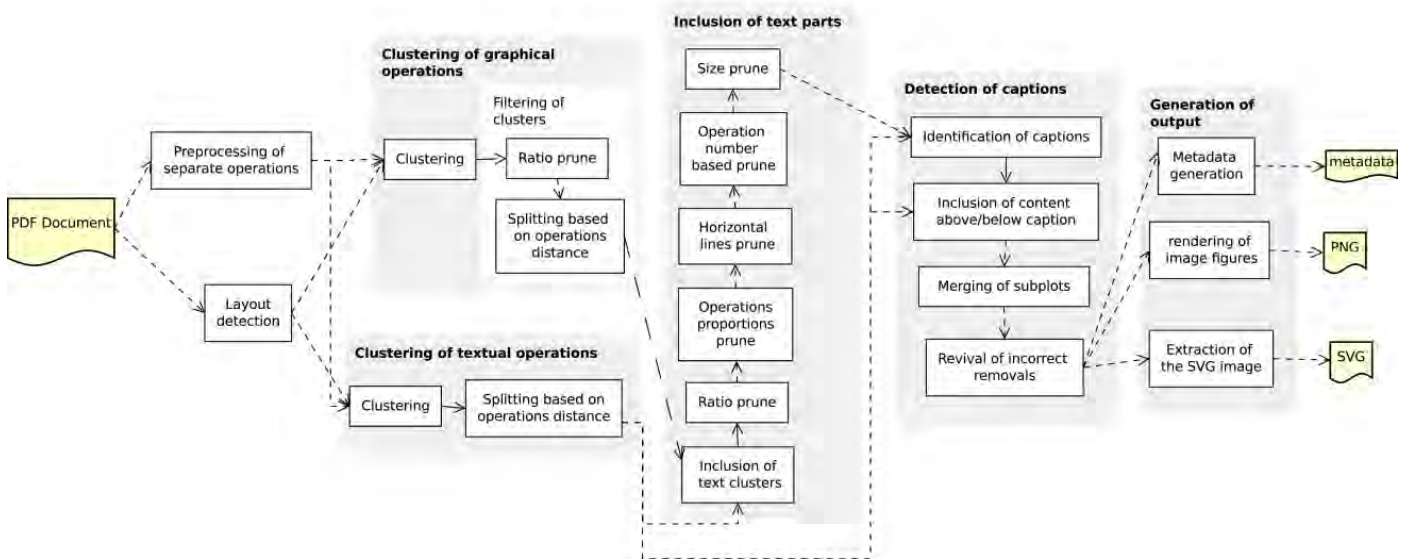 PDF Document
Preprocessing of
separate operations
Layout
detection
Clustering of graphical
operations
Filtering of
clusters
Clustering
Ratio prune
Splitting based
on operations
distance
Clustering of textual operations
Clustering
Splitting based on
operations distance
Inclusion of text parts
Size prune
Operation
number
based prune
Horizontal
lines prune
Operations
proportions
prune
Ratio prune
Inclusion of
text clusters
Detection of captions
Identification of captions
Inclusion of content
above/below caption
Merging of subplots
Revival of incorrect
removals
Generation of
output
Metadada
generation
rendering of
image figures
Extraction of
the SVG image
metadata
PNG
SVG